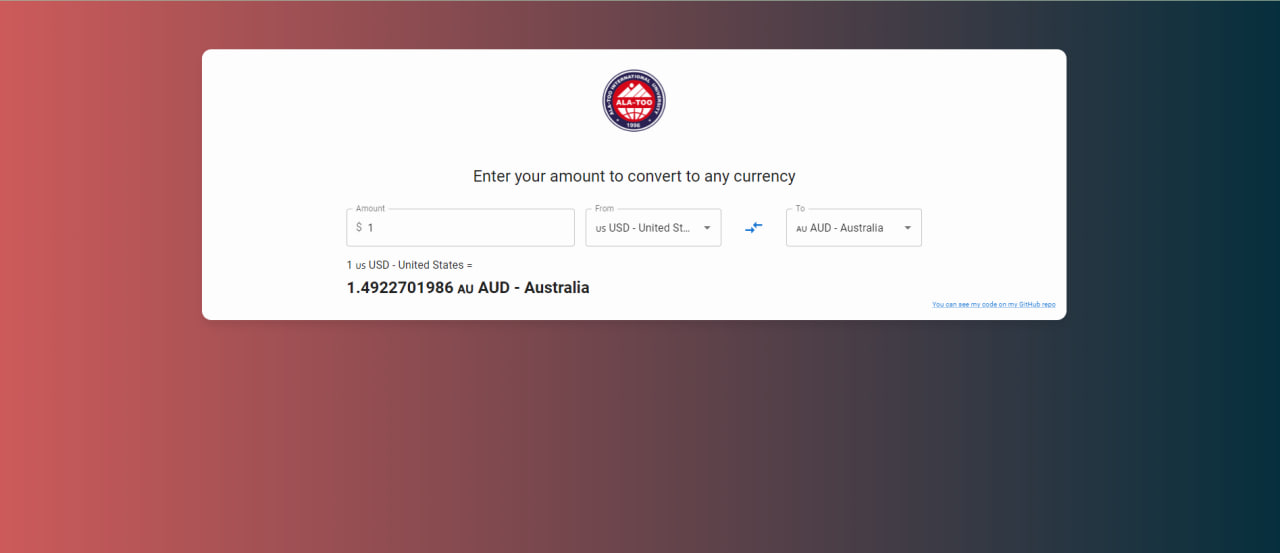 ALA-TOO INTERNATIONAL UNIVERSITY
ALA-TOO
1996
Enter your amount to convert to any currency
Amount From To
$ 1 US USD - United St... AU AUD - Australia
1 US USD - United States =
1.4922701986 AU AUD - Australia
You can see my code on my GitHub repo